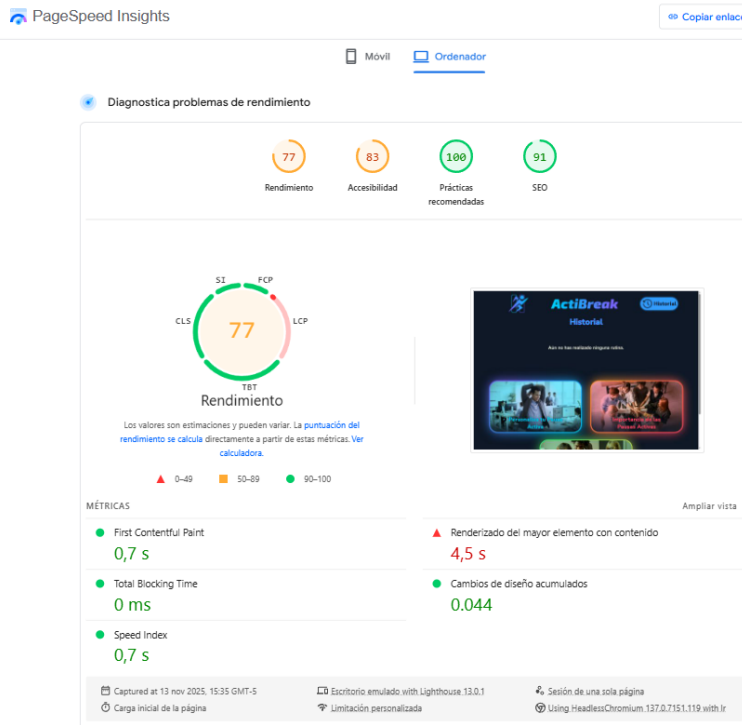 PageSpeed Insights
Copiar enlace
Móvil
Ordenador
Diagnostica problemas de rendimiento
77
83
100
91
Rendimiento
Accesibilidad
Prácticas
recomendadas
SEO
SI
FCP
CLS
LCP
77
TBT
Rendimiento
Los valores son estimaciones y pueden variar. La puntuación del
rendimiento se calcula directamente a partir de estas métricas. Ver
calculadora.
0–49
50–89
90–100
ActiBreak
Historial
Historial
Aún no has realizado ninguna rutina.
Pausas Activas
MÉTRICAS
Ampliar vista
First Contentful Paint
0,7 s
Renderizado del mayor elemento con contenido
4,5 s
Total Blocking Time
0 ms
Cambios de diseño acumulados
0.044
Speed Index
0,7 s
Captured at 13 nov 2025, 15:35 GMT-5
Escritorio emulado with Lighthouse 13.0.1
Sesión de una sola página
Carga inicial de la página
Limitación personalizada
Using HeadlessChromium 137.0.7151.119 with lr